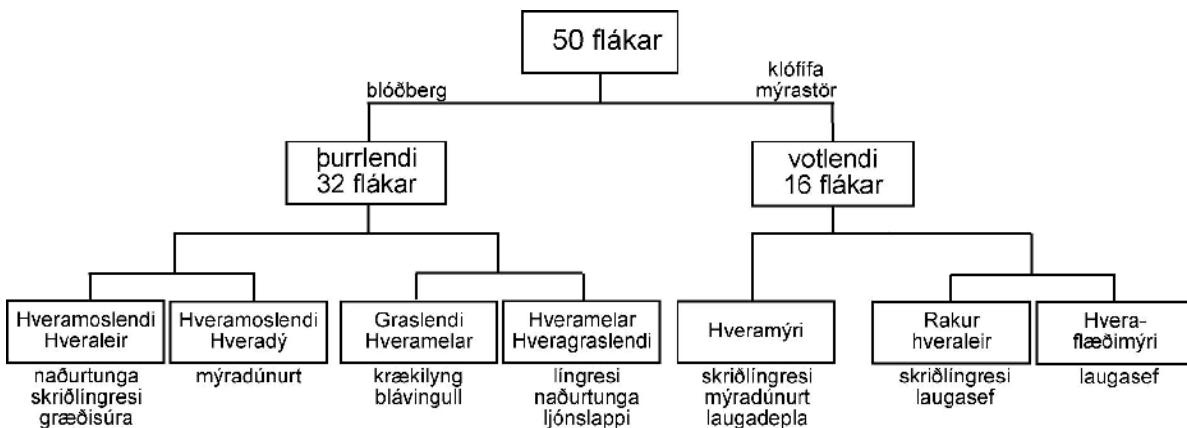 50 flákar
blóðberg
klófífa
mýrastör
þurrlendi
32 flákar
votlendi
16 flákar
Hveramoslendi
Hveraleir
Hveramoslendi
Hveradý
Graslendi
Hveramelar
Hveramelar
Hveragraslendi
Hveramýri
Rakur
hveraleir
Hvera-
flæðimýri
naðurtunga
skriðlíngresi
græðisúra
mýradúnurt
krækilyng
blávingull
língresi
naðurtunga
ljónslappi
skriðlíngresi
mýradúnurt
laugadepla
skriðlíngresi
laugasef
laugasef